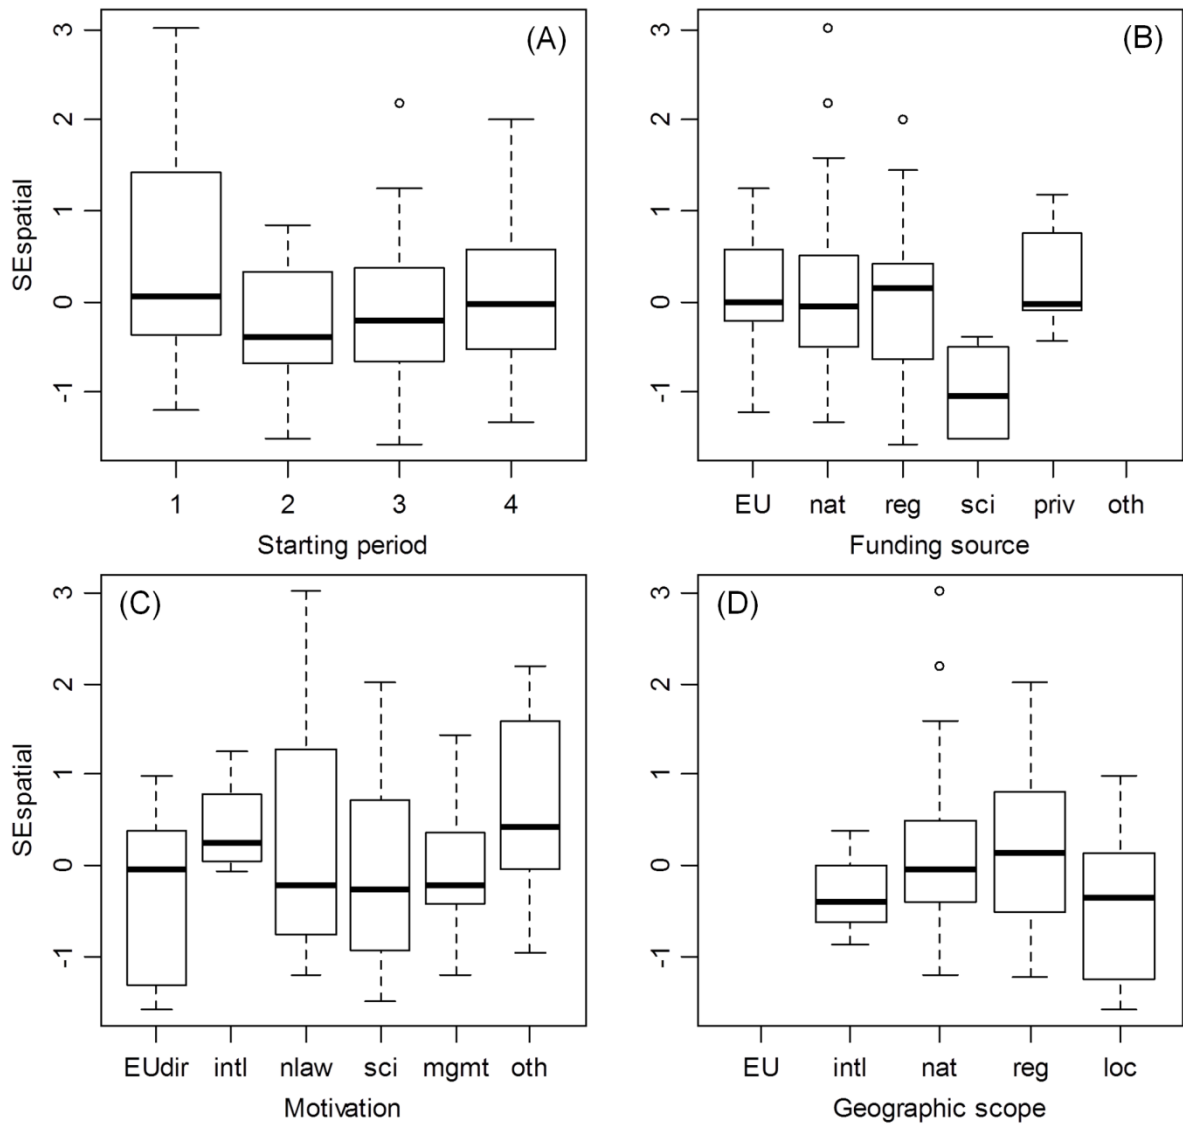 (A)
SEspatial
3
2
1
0
-1
1 2 3 4
Starting period
(B)
3
2
1
0
-1
EU nat reg sci priv oth
Funding source
(C)
SEspatial
3
2
1
0
-1
EUdir intl nlaw sci mgmt oth
Motivation
(D)
3
2
1
0
-1
EU intl nat reg loc
Geographic scope